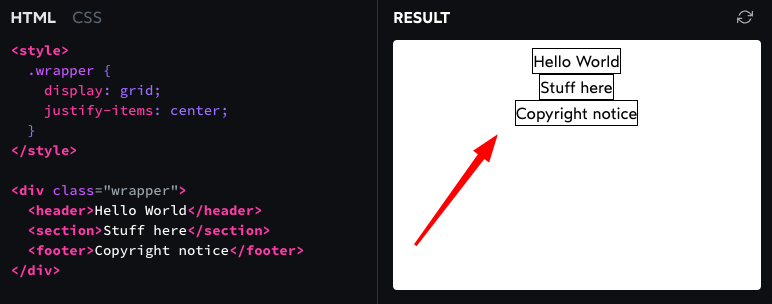 HTML CSS
<style>
  .wrapper {
    display: grid;
    justify-items: center;
  }
</style>

<div class="wrapper">
  <header>Hello World</header>
  <section>Stuff here</section>
  <footer>Copyright notice</footer>
</div>
RESULT
Hello World
Stuff here
Copyright notice